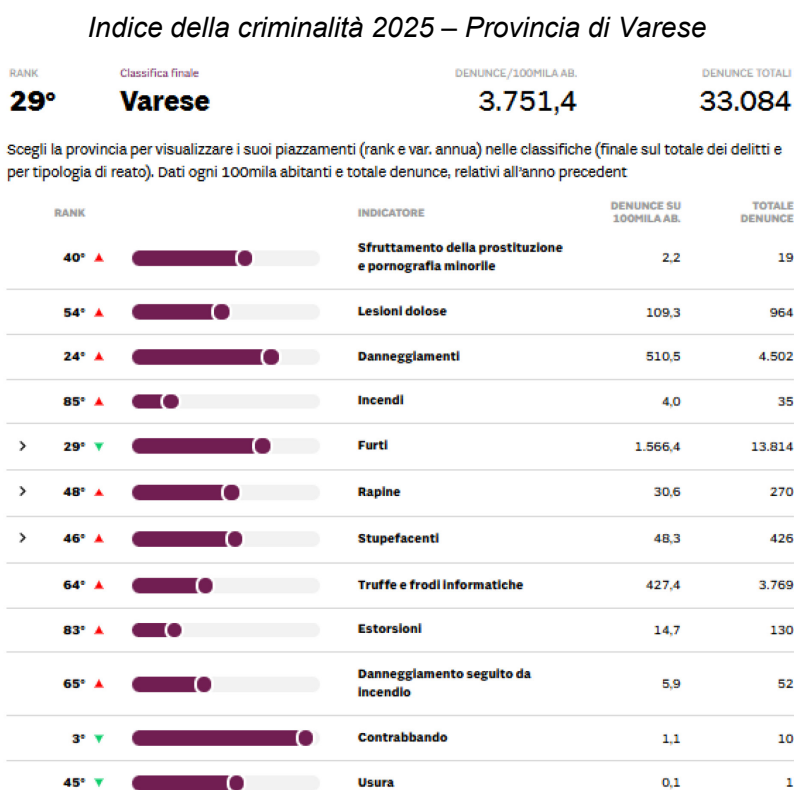 Indice della criminalità 2025 – Provincia di Varese
RANK Classifica finale DENUNCE/100MILA AB. DENUNCE TOTALI
29° Varese 3.751,4 33.084
Scegli la provincia per visualizzare i suoi piazzamenti (rank e var. annua) nelle classifiche (finale sul totale dei delitti e
per tipologia di reato). Dati ogni 100mila abitanti e totale denunce, relativi all'anno precedent
RANK INDICATORE DENUNCE SU 100MILA AB. TOTALE DENUNCE
40° ▲ Sfruttamento della prostituzione
e pornografia minorile 2,2 19
54° ▲ Lesioni dolose 109,3 964
24° ▲ Danneggiamenti 510,5 4.502
85° ▲ Incendi 4,0 35
> 29° ▼ Furti 1.566,4 13.814
> 48° ▲ Rapine 30,6 270
> 46° ▲ Stupefacenti 48,3 426
64° ▲ Truffe e frodi informatiche 427,4 3.769
83° ▲ Estorsioni 14,7 130
65° ▲ Danneggiamento seguito da
incendio 5,9 52
3° ▼ Contrabbando 1,1 10
45° ▼ Usura 0,1 1